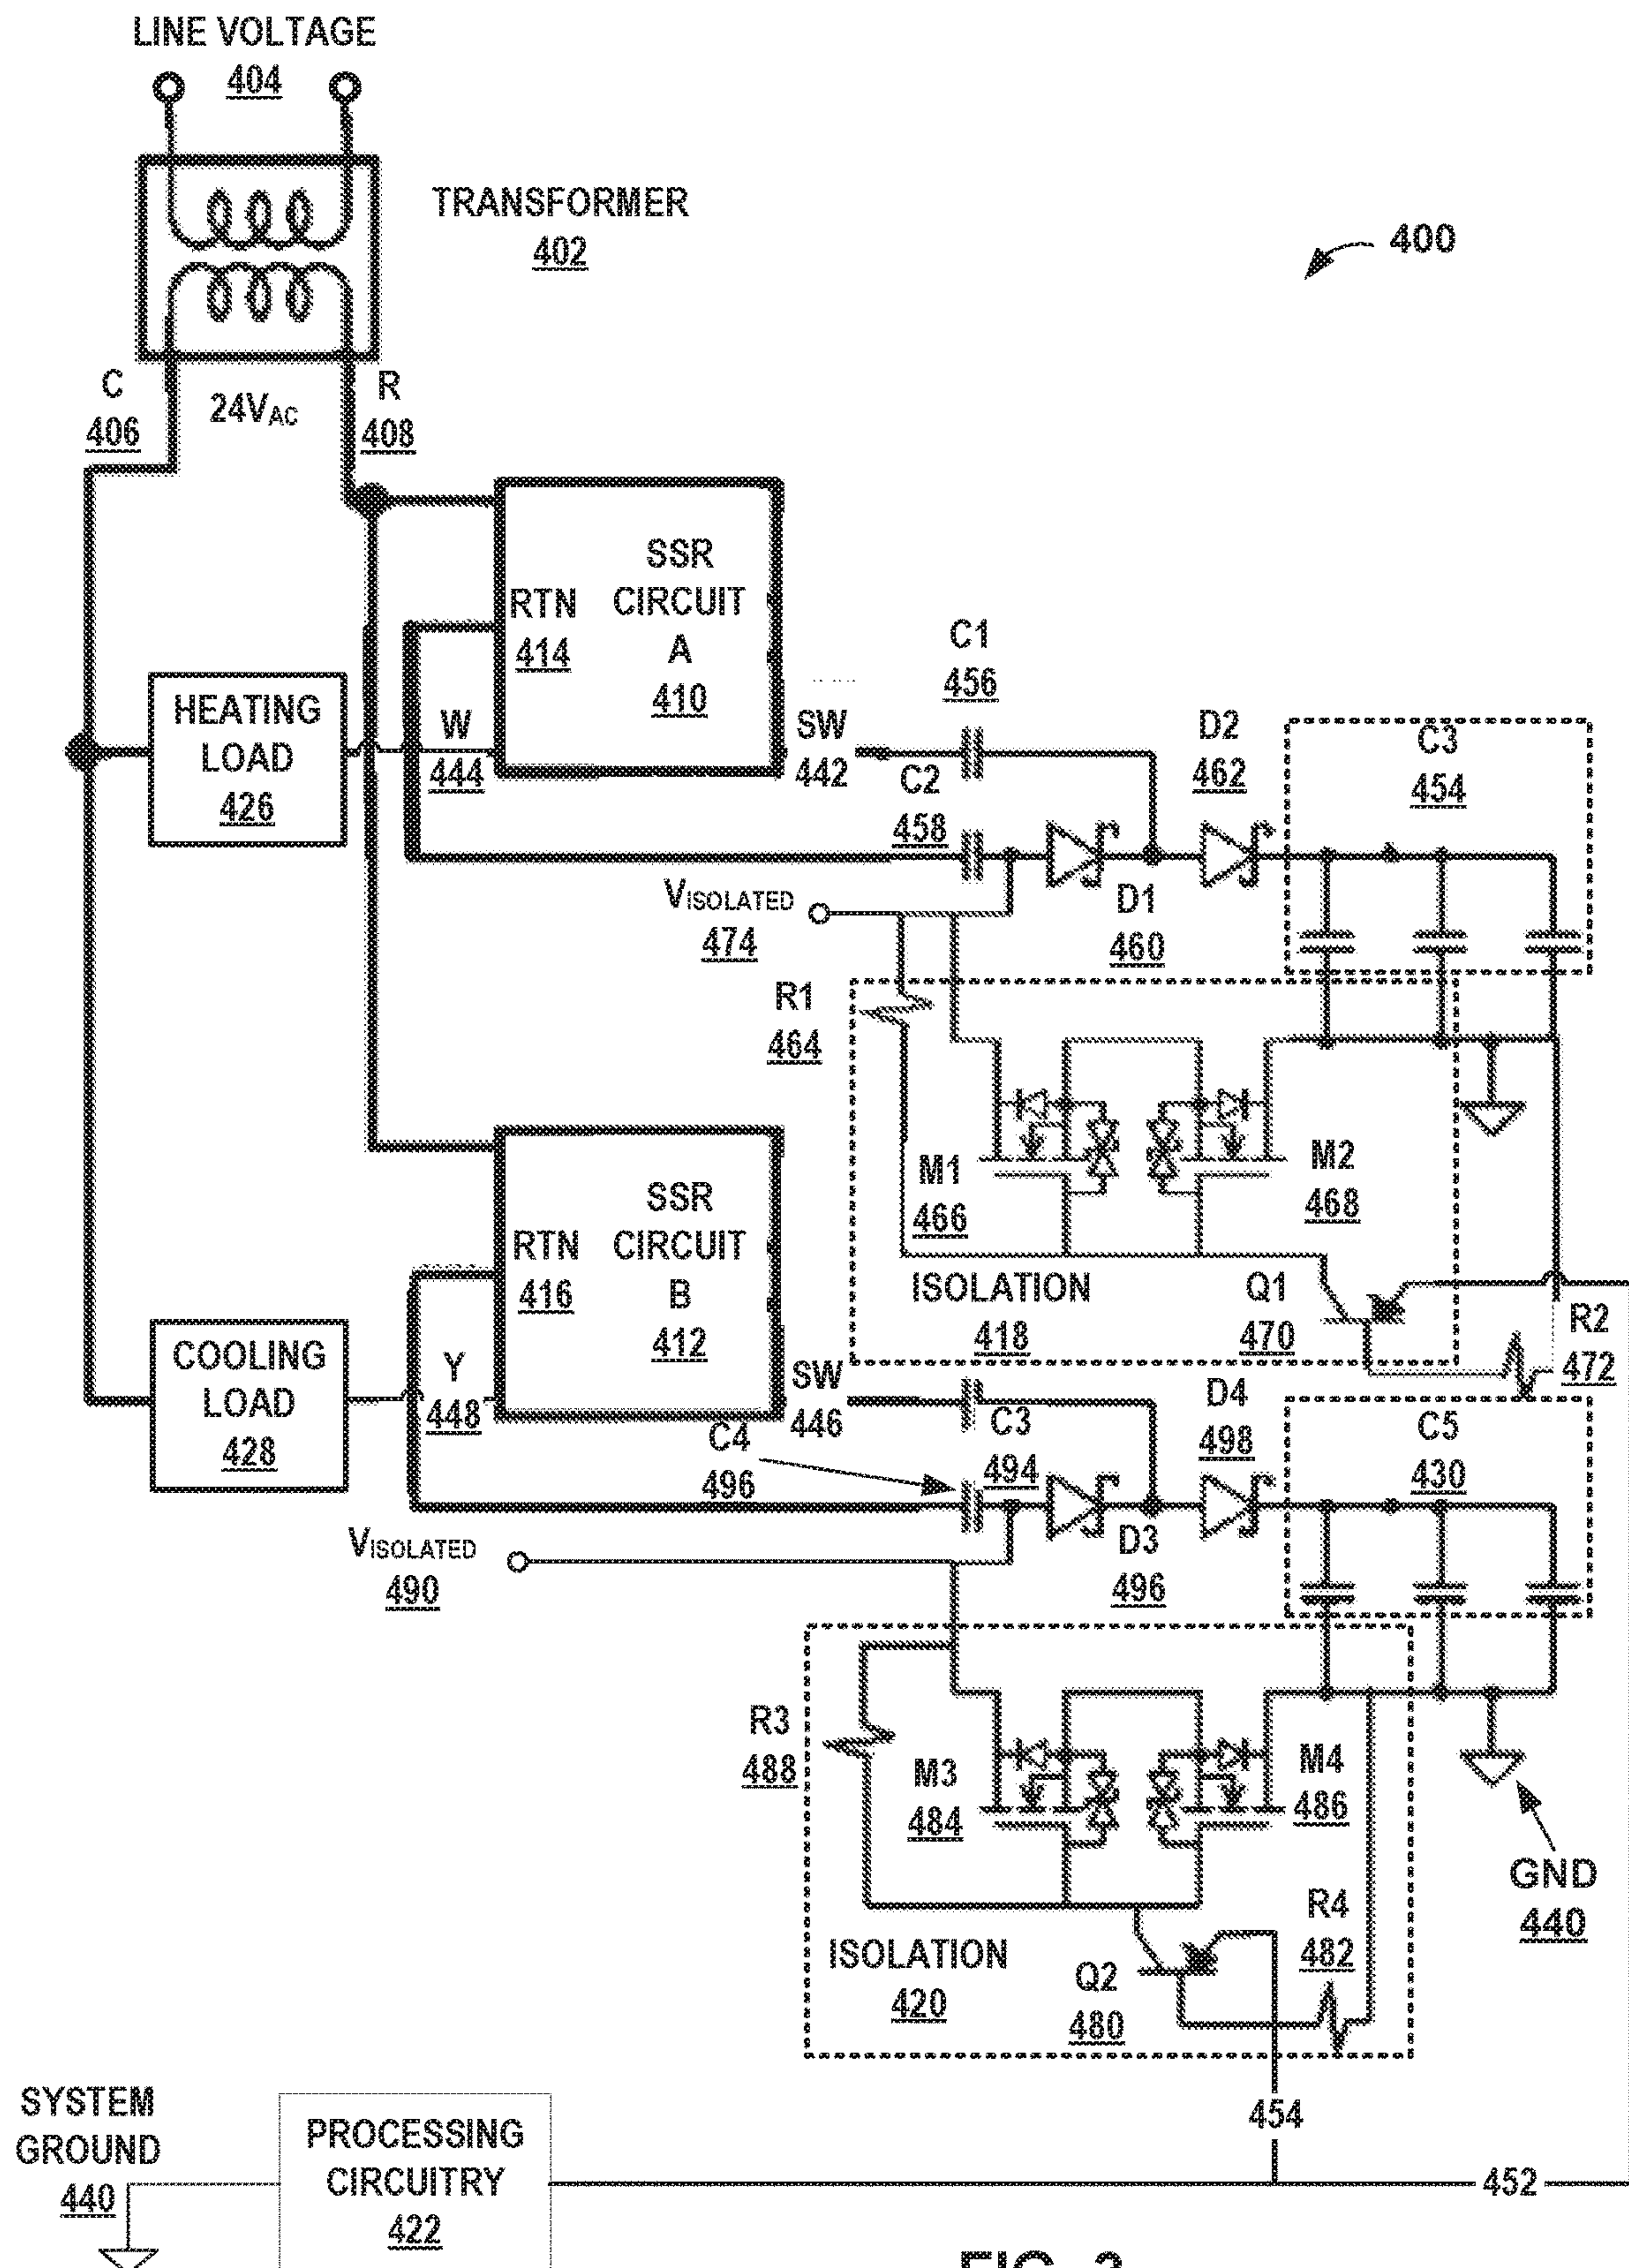 LINE VOLTAGE
404
TRANSFORMER
402
400
C
406
24VAC
R
408
SSR
CIRCUIT
A
410
RTN
414
C1
456
HEATING
LOAD
426
W
444
SW
442
C2
458
D2
462
C3
454
VISOLATED
474
D1
460
R1
464
M1
466
M2
468
ISOLATION
418
Q1
470
R2
472
SSR
CIRCUIT
B
412
RTN
416
COOLING
LOAD
428
Y
448
SW
446
C4
496
C3
494
D4
498
C5
430
VISOLATED
490
D3
496
R3
488
M3
484
M4
486
GND
440
R4
482
ISOLATION
420
Q2
480
454
452
SYSTEM
GROUND
440
PROCESSING
CIRCUITRY
422